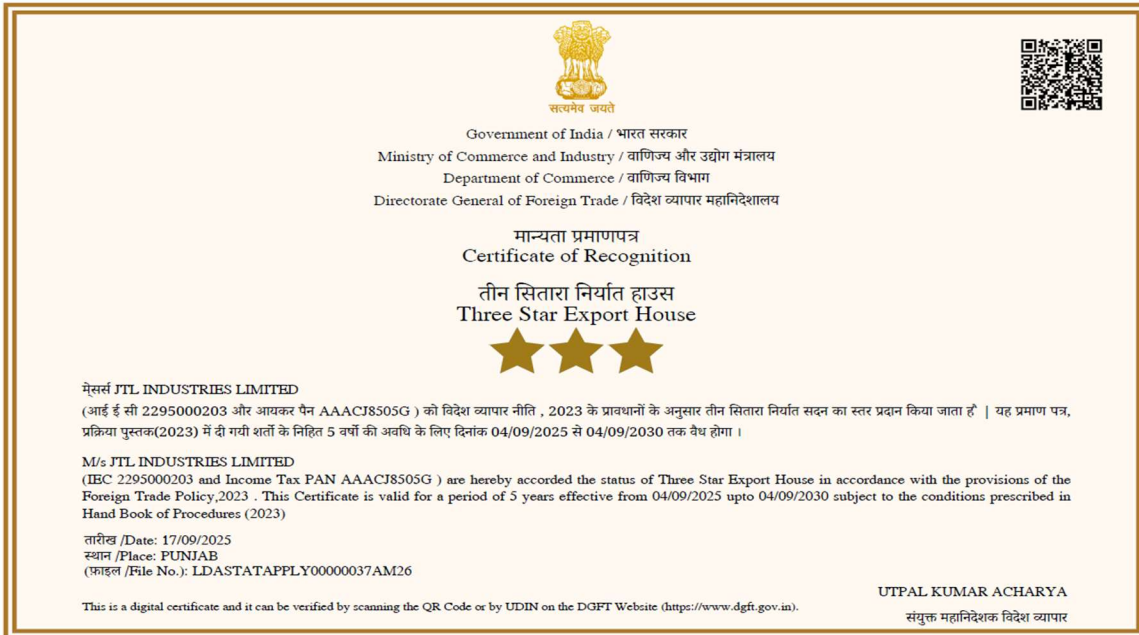 सत्यमेव जयते
Government of India / भारत सरकार
Ministry of Commerce and Industry / वाणिज्य और उद्योग मंत्रालय
Department of Commerce / वाणिज्य विभाग
Directorate General of Foreign Trade / विदेश व्यापार महानिदेशालय
मान्यता प्रमाणपत्र
Certificate of Recognition
तीन सितारा निर्यात हाउस
Three Star Export House
मे्सर्स JTL INDUSTRIES LIMITED
(आई ई सी 2295000203 और आयकर पैन AAACJ8505G ) को विदेश व्यापार नीति , 2023 के प्रावधानों के अनुसार तीन सितारा निर्यात सदन का स्तर प्रदान किया जाता है | यह प्रमाण पत्र,
प्रक्रिया पुस्तक(2023) में दी गयी शर्तो के निहित 5 वर्षो की अवधि के लिए दिनांक 04/09/2025 से 04/09/2030 तक वैध होगा ।
M/s JTL INDUSTRIES LIMITED
(IEC 2295000203 and Income Tax PAN AAACJ8505G ) are hereby accorded the status of Three Star Export House in accordance with the provisions of the
Foreign Trade Policy,2023 . This Certificate is valid for a period of 5 years effective from 04/09/2025 upto 04/09/2030 subject to the conditions prescribed in
Hand Book of Procedures (2023)
तारीख /Date: 17/09/2025
स्थान /Place: PUNJAB
(फ़ाइल /File No.): LDASTATAPPLY00000037AM26
UTPAL KUMAR ACHARYA
This is a digital certificate and it can be verified by scanning the QR Code or by UDIN on the DGFT Website (https://www.dgft.gov.in).
संयुक्त महानिदेशक विदेश व्यापार